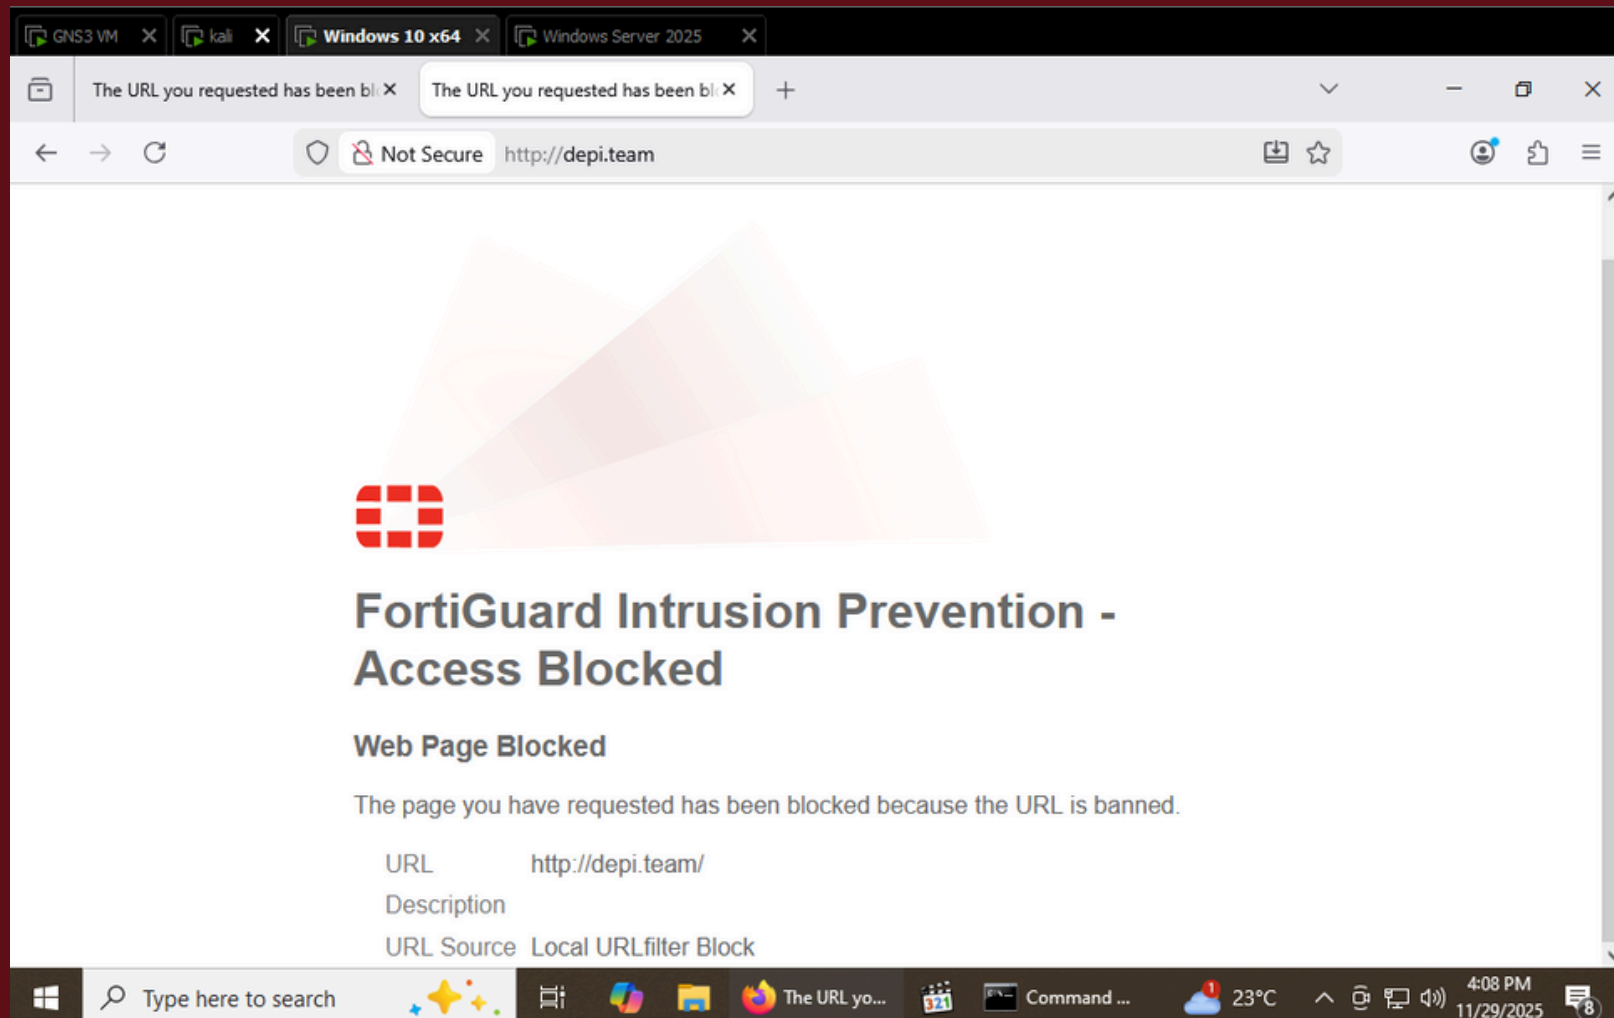 GNS3 VM kali Windows 10 x64 Windows Server 2025
The URL you requested has been bl The URL you requested has been bl
Not Secure http://depi.team
FortiGuard Intrusion Prevention -
Access Blocked
Web Page Blocked
The page you have requested has been blocked because the URL is banned.
URL http://depi.team/
Description
URL Source Local URLfilter Block
Type here to search The URL yo... 321 Command ... 1 23°C 4:08 PM
11/29/2025 8